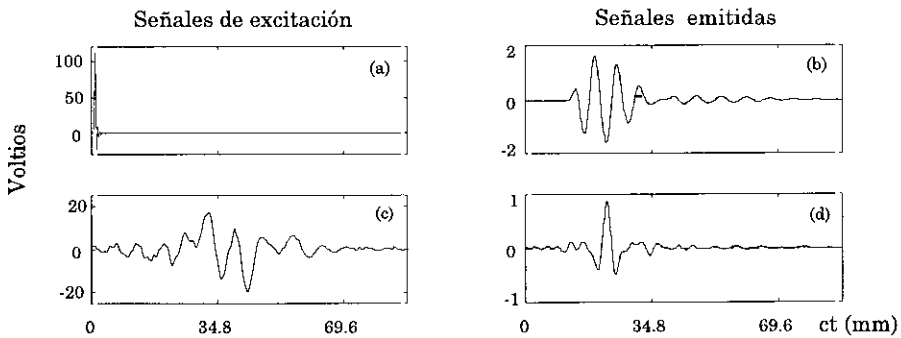 Señales de excitación
Señales emitidas
Voltios
100
50
0
(a)
2
0
-2
(b)
20
0
-20
(c)
1
0
-1
(d)
0
34.8
69.6
0
34.8
69.6
ct (mm)